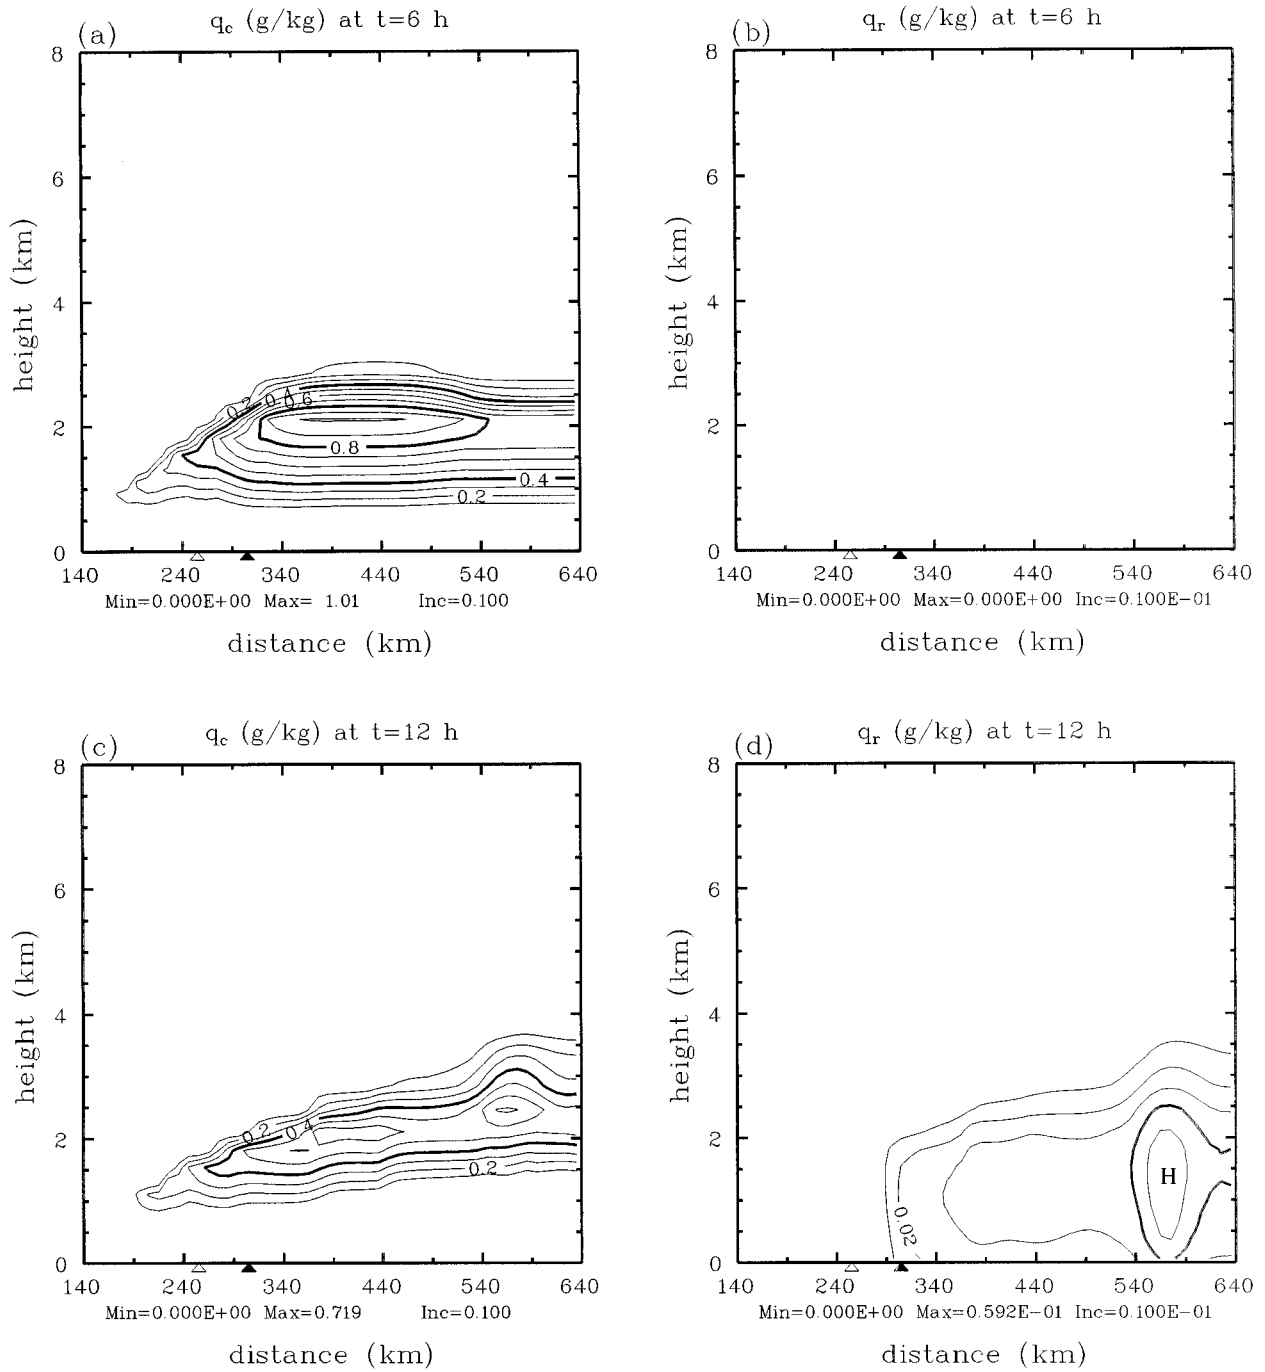 (a)
q_c (g/kg) at t=6 h
8
6
4
2
0
height (km)
0.2
0.4
0.6
0.8
0.4
0.2
140 240 340 440 540 640
Min=0.000E+00 Max= 1.01 Inc=0.100
distance (km)
(b)
q_r (g/kg) at t=6 h
8
6
4
2
0
height (km)
140 240 340 440 540 640
Min=0.000E+00 Max=0.000E+00 Inc=0.100E-01
distance (km)
(c)
q_c (g/kg) at t=12 h
8
6
4
2
0
height (km)
0.2
0.4
0.2
140 240 340 440 540 640
Min=0.000E+00 Max=0.719 Inc=0.100
distance (km)
(d)
q_r (g/kg) at t=12 h
8
6
4
2
0
height (km)
H
0.02
140 240 340 440 540 640
Min=0.000E+00 Max=0.592E-01 Inc=0.100E-01
distance (km)